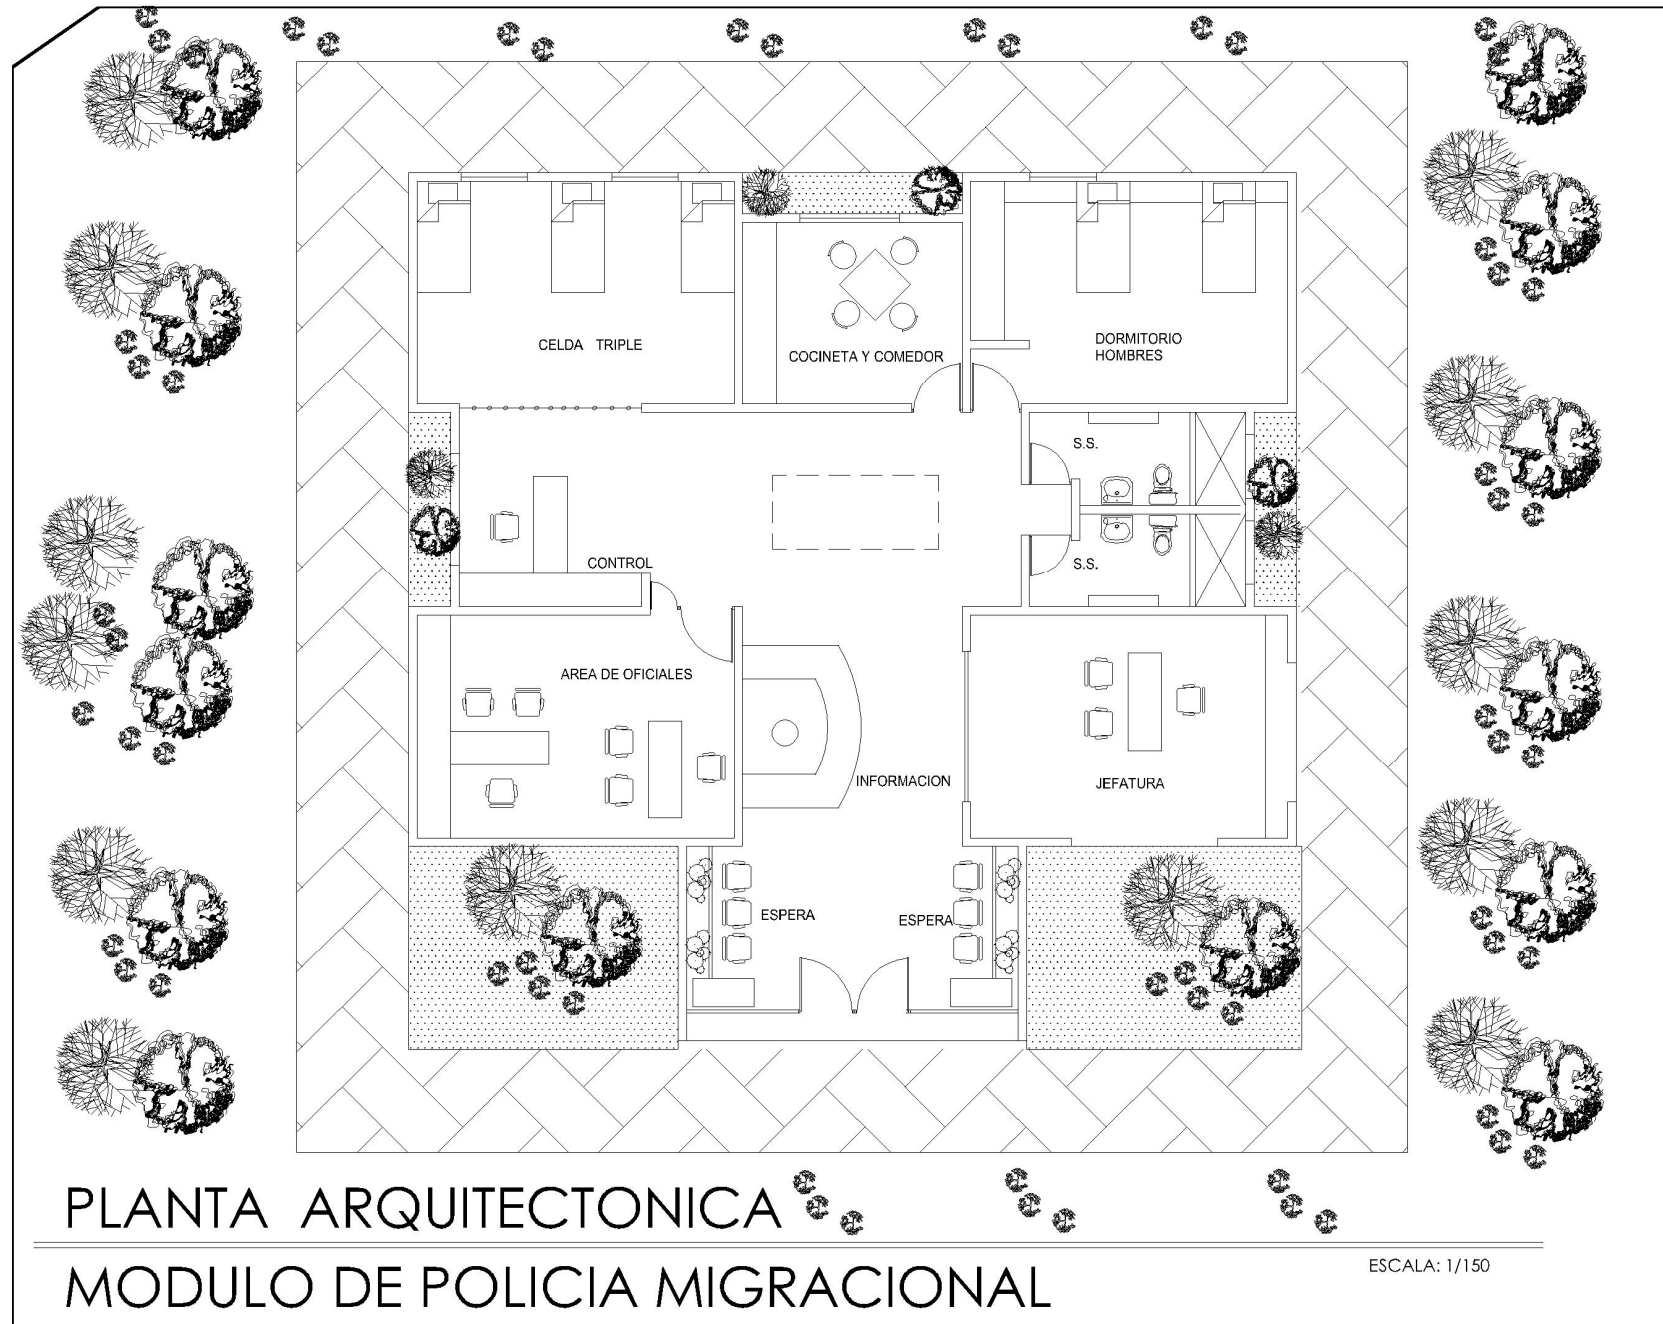 CELDA TRIPLE
COCINETA Y COMEDOR
DORMITORIO
HOMBRES
S.S.
CONTROL
S.S.
AREA DE OFICIALES
INFORMACION
JEFATURA
ESPERA
ESPERA
PLANTA ARQUITECTONICA
MODULO DE POLICIA MIGRACIONAL
ESCALA: 1/150